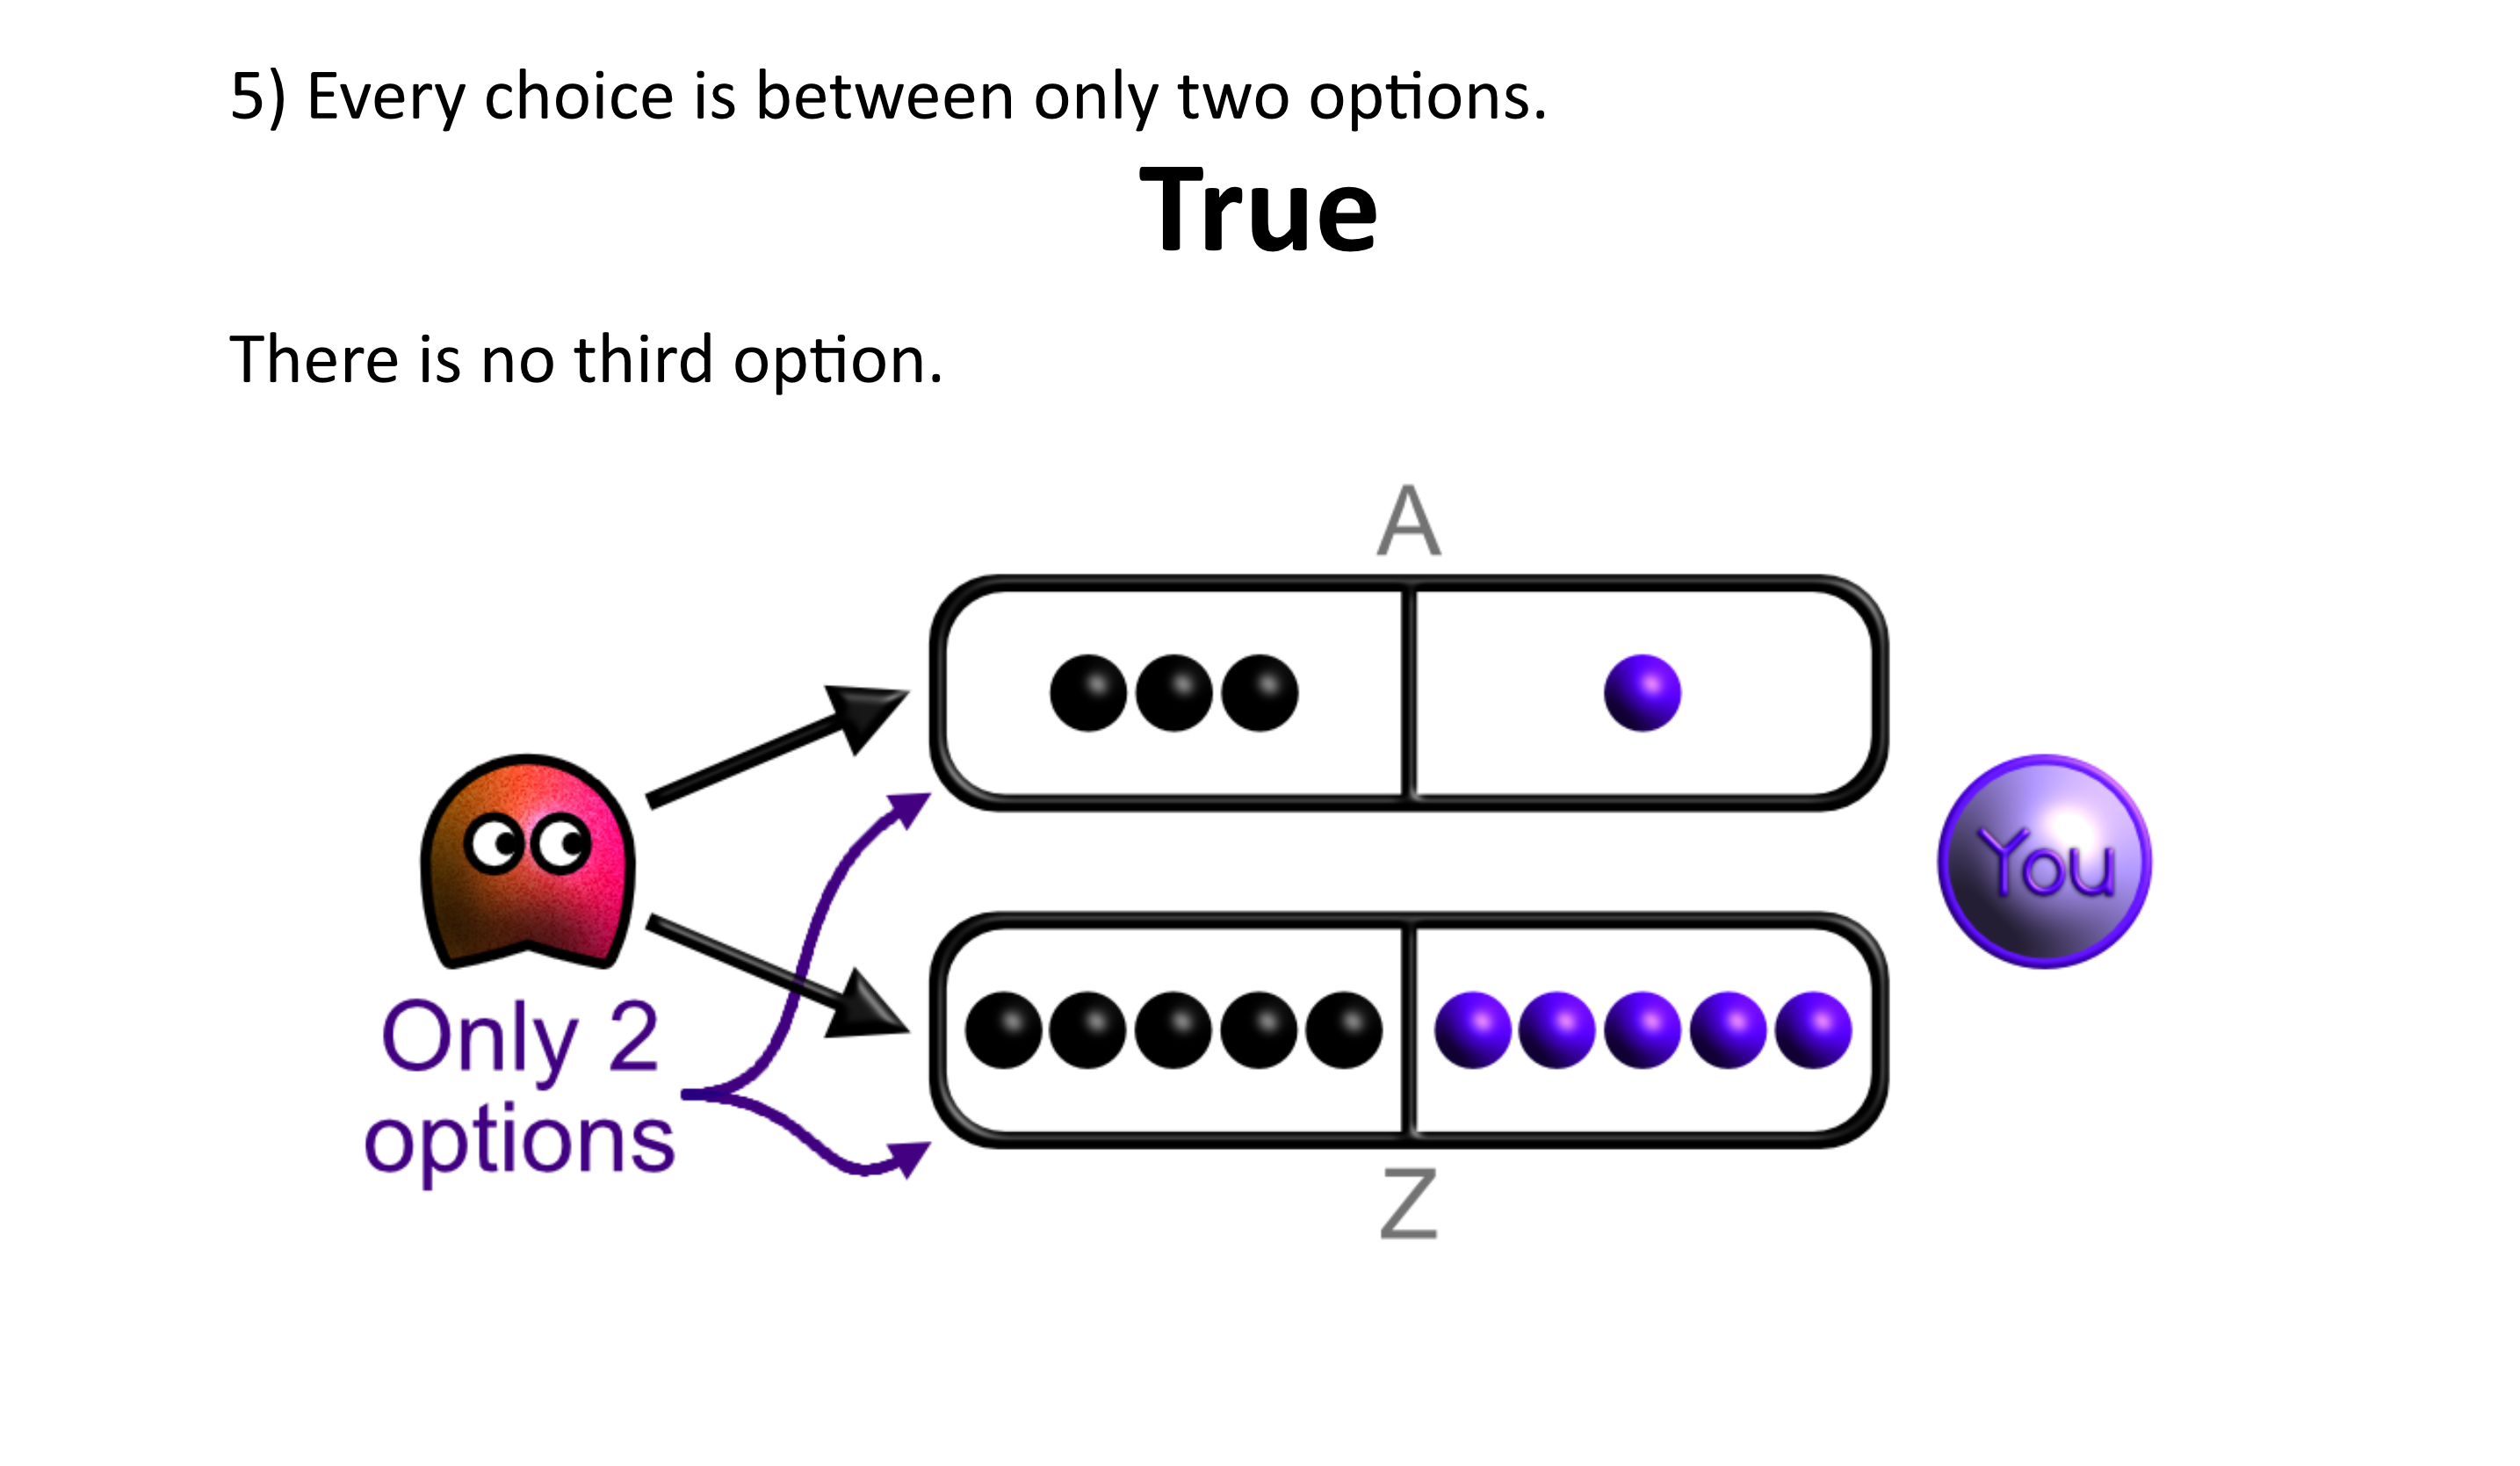 5) Every choice is between only two options.
True
There is no third option.
A
You
Only 2
options
Z